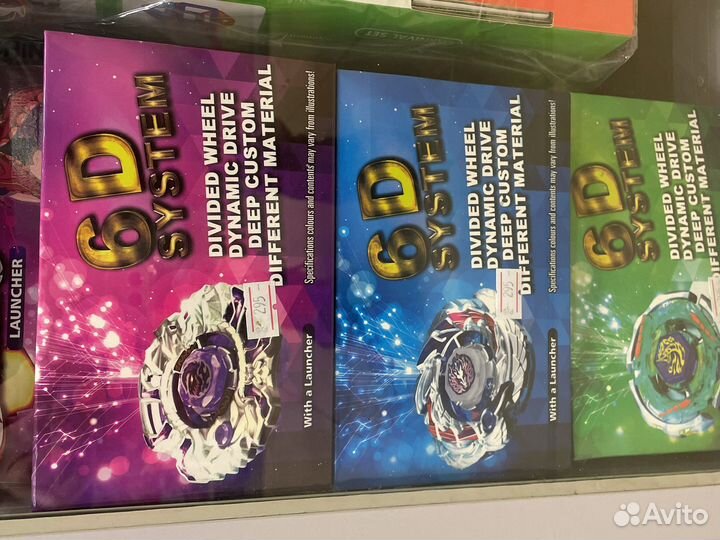 6D
SYSTEM
DIVIDED WHEEL
DYNAMIC DRIVE
DEEP CUSTOM
DIFFERENT MATERIAL
Specifications colours and contents may vary from illustrations!
295
With a Launcher
6D
SYSTEM
DIVIDED WHEEL
DYNAMIC DRIVE
DEEP CUSTOM
DIFFERENT MATERIAL
Specifications colours and contents may vary from illustrations!
295
With a Launcher
6D
SYSTEM
DIVIDED WHEEL
DYNAMIC DRIVE
DEEP CUSTOM
DIFFERENT MATERIAL
LAUNCHER
Avito